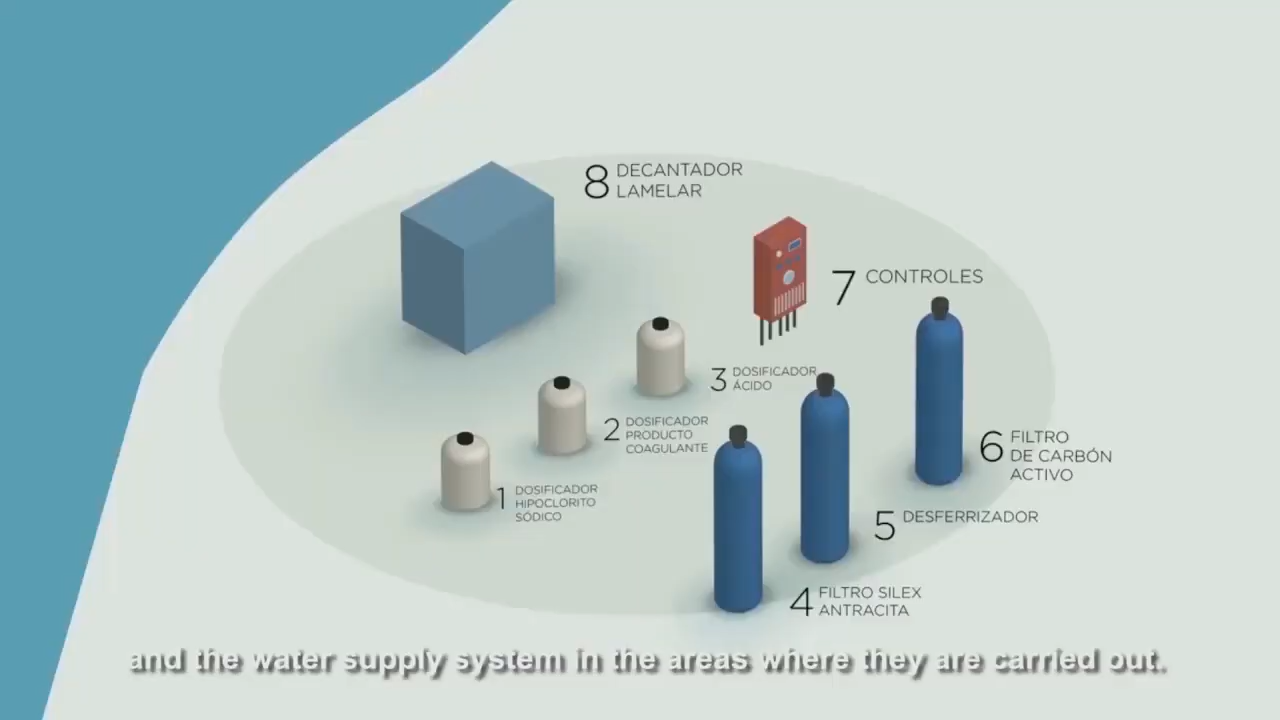 8 DECANTADOR
LAMELAR
7 CONTROLES
3 DOSIFICADOR
ÁCIDO
2 DOSIFICADOR
PRODUCTO
COAGULANTE
6 FILTRO
DE CARBÓN
ACTIVO
1 DOSIFICADOR
HIPOCLORITO
SÓDICO
5 DESFERRIZADOR
4 FILTRO SILEX
ANTRACITA
and the water supply system in the areas where they are carried out.